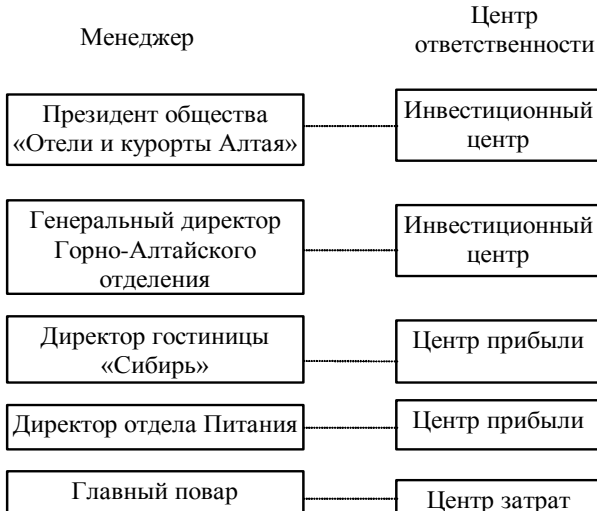 Менеджер
Центр
ответственности
Президент общества
«Отели и курорты Алтая»
Инвестиционный
центр
Генеральный директор
Горно-Алтайского
отделения
Инвестиционный
центр
Директор гостиницы
«Сибирь»
Центр прибыли
Директор отдела Питания
Центр прибыли
Главный повар
Центр затрат